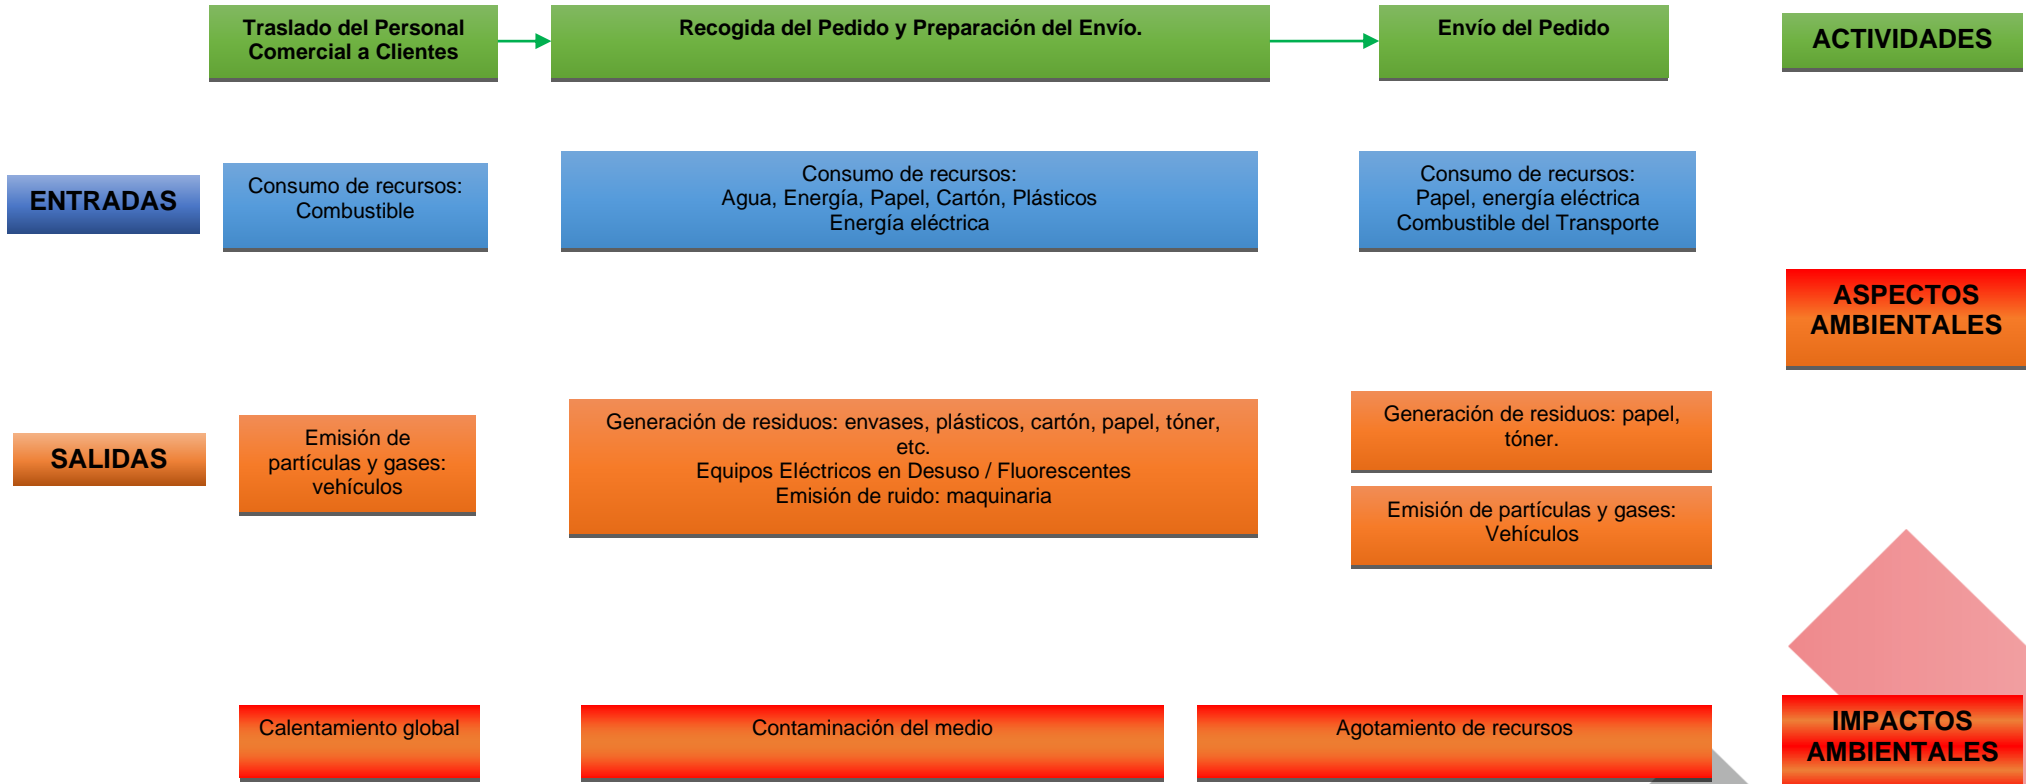 Traslado del Personal
Comercial a Clientes
Recogida del Pedido y Preparación del Envío.
Envío del Pedido
ACTIVIDADES
ENTRADAS
Consumo de recursos:
Combustible
Consumo de recursos:
Agua, Energía, Papel, Cartón, Plásticos
Energía eléctrica
Consumo de recursos:
Papel, energía eléctrica
Combustible del Transporte
ASPECTOS
AMBIENTALES
SALIDAS
Emisión de
partículas y gases:
vehículos
Generación de residuos: envases, plásticos, cartón, papel, tóner,
etc.
Equipos Eléctricos en Desuso / Fluorescentes
Emisión de ruido: maquinaria
Generación de residuos: papel,
tóner.
Emisión de partículas y gases:
Vehículos
Calentamiento global
Contaminación del medio
Agotamiento de recursos
IMPACTOS
AMBIENTALES